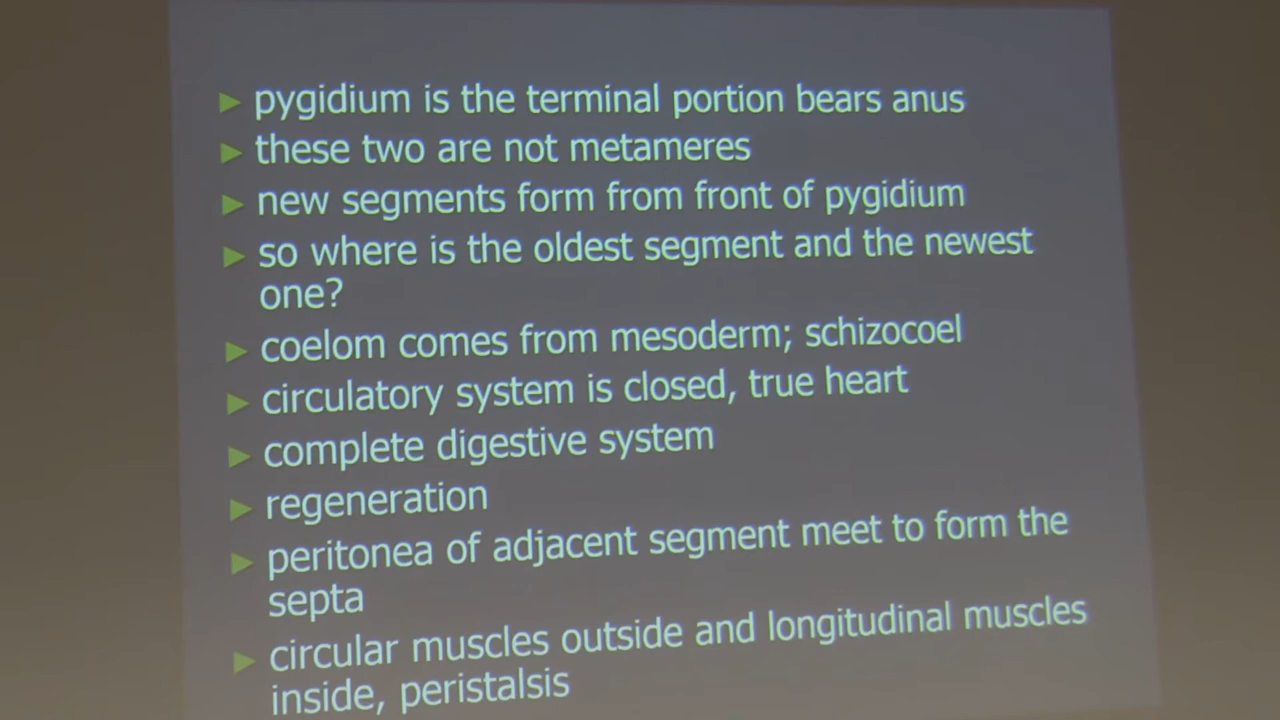 ► pygidium is the terminal portion bears anus
► these two are not metameres
► new segments form from front of pygidium
► so where is the oldest segment and the newest
one?
► coelom comes from mesoderm; schizocoel
► circulatory system is closed, true heart
► complete digestive system
► regeneration
► peritonea of adjacent segment meet to form the
septa
► circular muscles outside and longitudinal muscles
inside, peristalsis